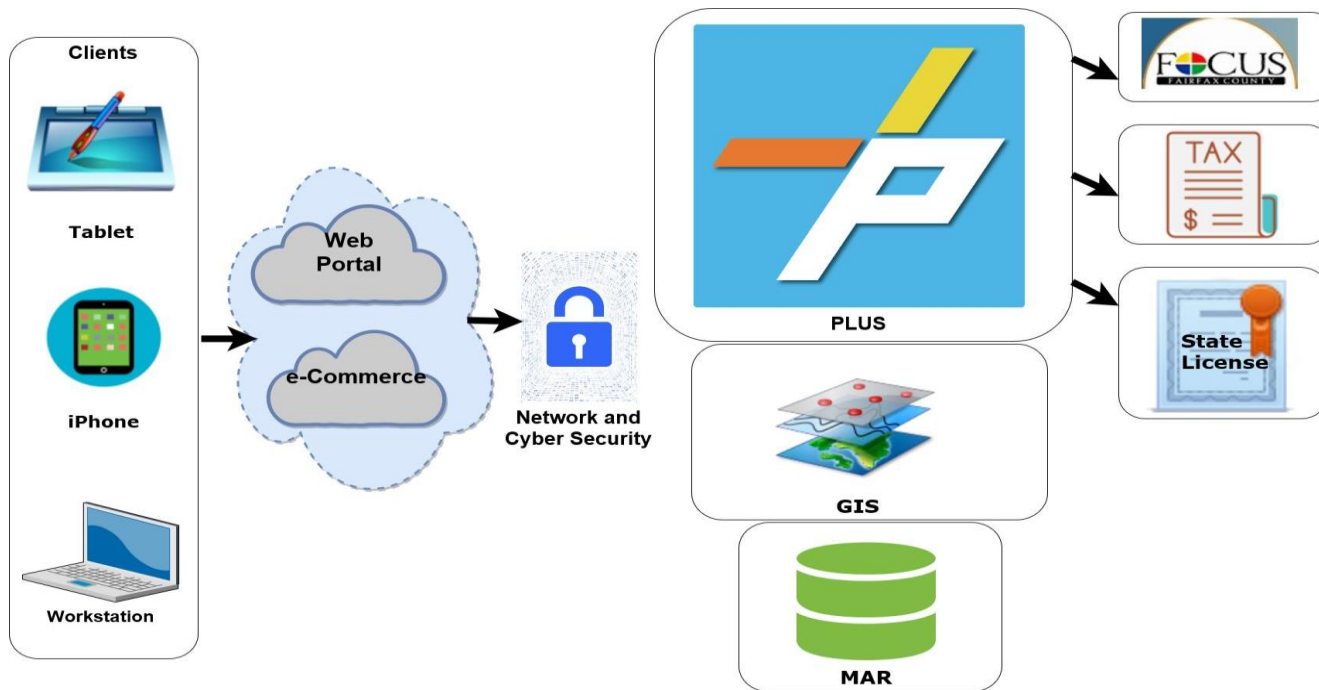 Clients
Tablet
iPhone
Workstation
Web
Portal
e-Commerce
Network and
Cyber Security
PLUS
GIS
MAR
FOCUS
FAIRFAX COUNTY
TAX
$
State
License